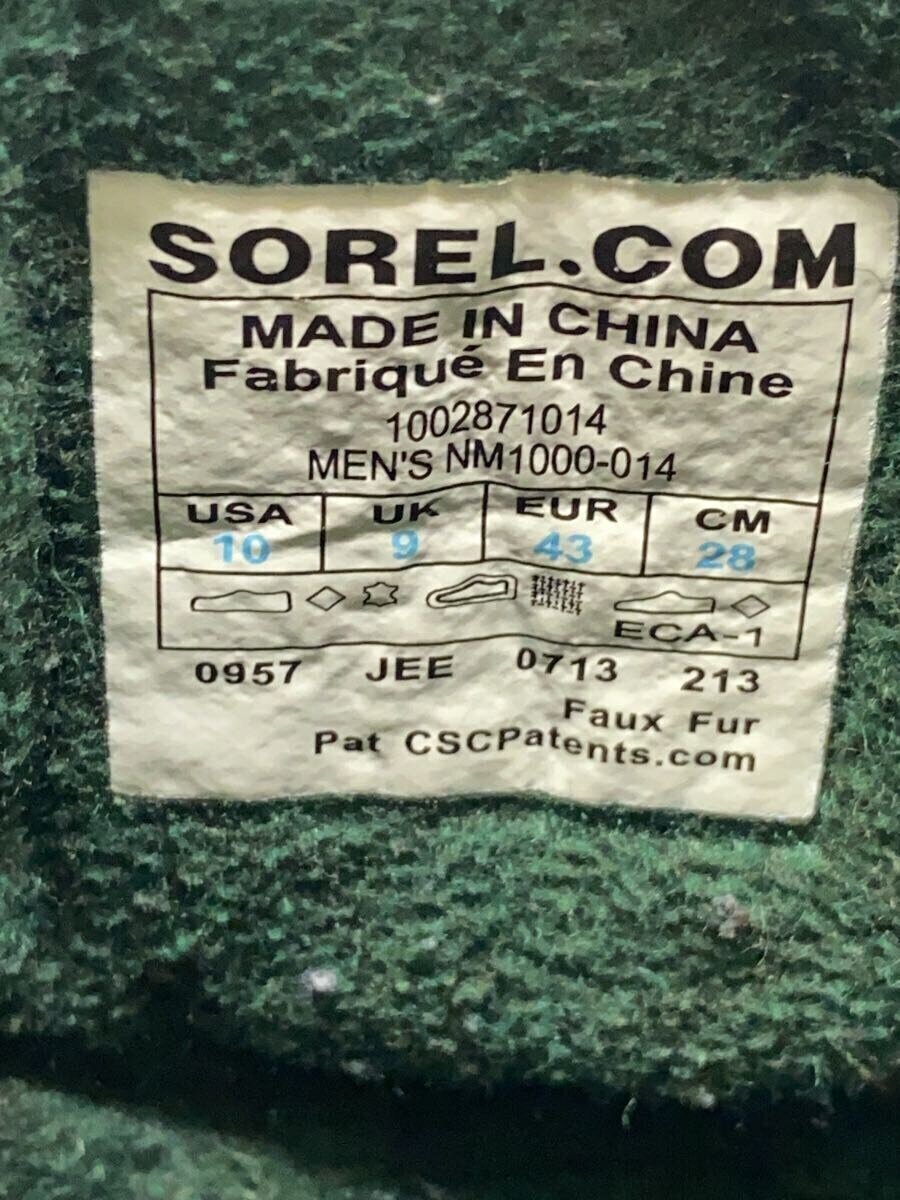 SOREL.COM
MADE IN CHINA
Fabriqué En Chine
1002871014
MEN'S NM1000-014
USA UK EUR CM
10 9 43 28
ECA-1
0957 JEE 0713 213
Faux Fur
Pat CSCPatents.com